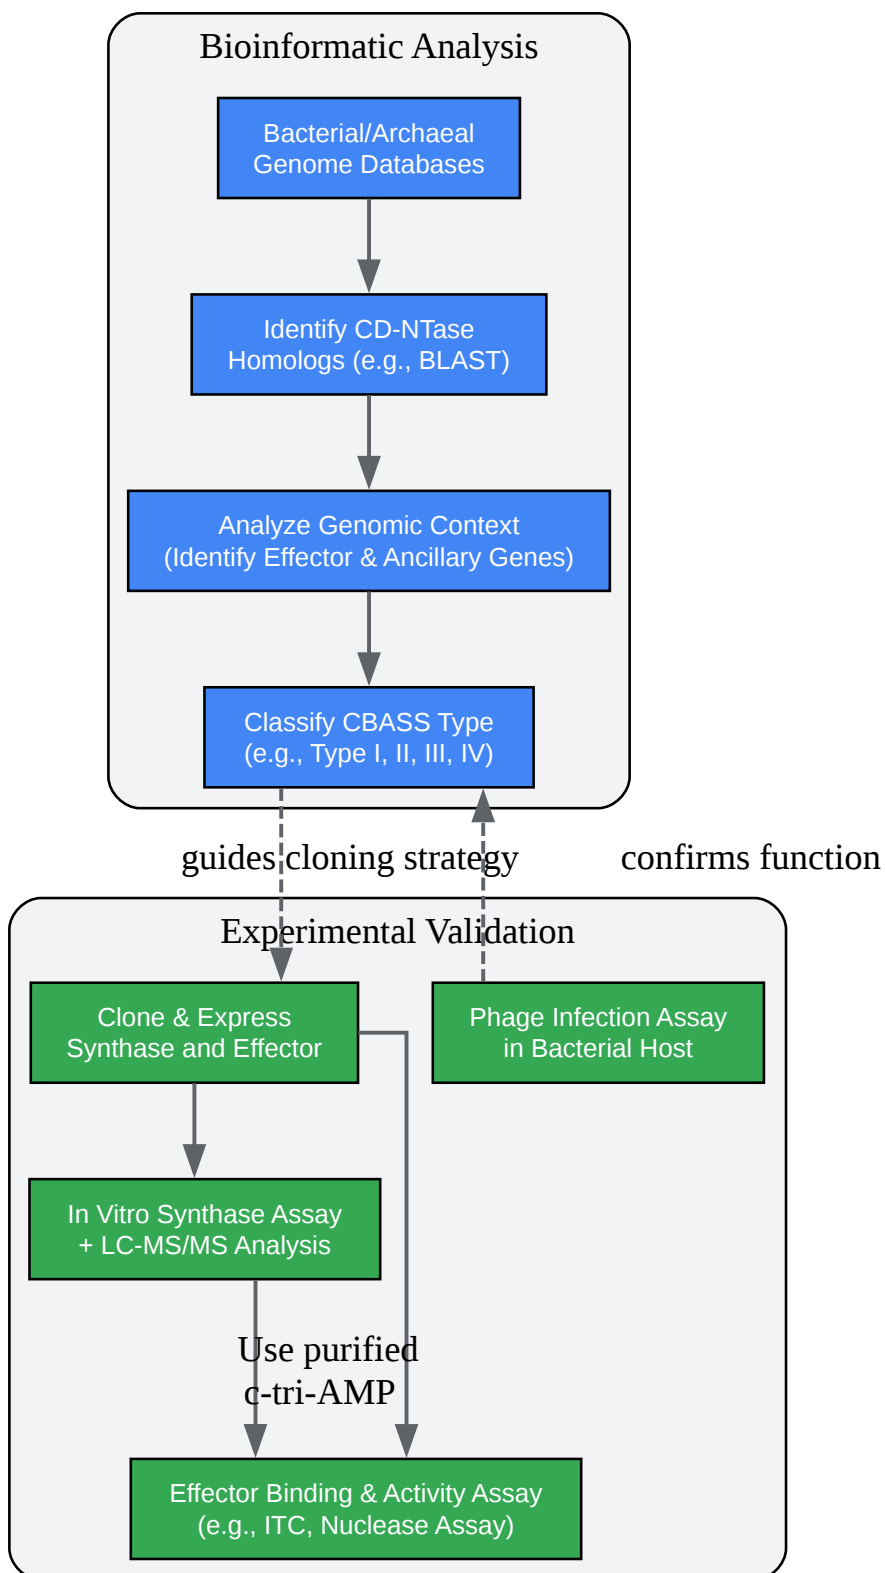 Bioinformatic Analysis
Bacterial/Archaeal
Genome Databases
Identify CD-NTase
Homologs (e.g., BLAST)
Analyze Genomic Context
(Identify Effector & Ancillary Genes)
Classify CBASS Type
(e.g., Type I, II, III, IV)
guides cloning strategy
confirms function
Experimental Validation
Clone & Express
Synthase and Effector
Phage Infection Assay
in Bacterial Host
In Vitro Synthase Assay
+ LC-MS/MS Analysis
Use purified
c-tri-AMP
Effector Binding & Activity Assay
(e.g., ITC, Nuclease Assay)